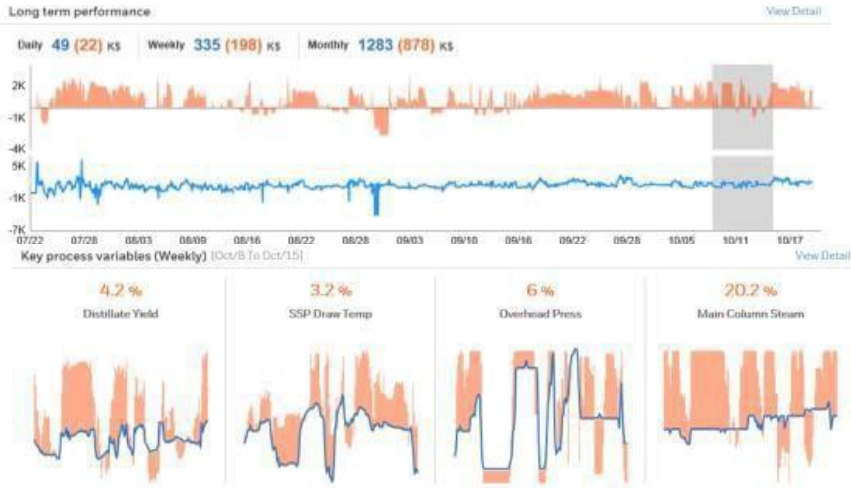 Long term performance View Detail
Daily 49 (22) K$ Weekly 335 (198) K$ Monthly 1283 (878) K$
2K
-1K
-4K
5K
-1K
-7K
07/22 07/28 08/03 08/09 08/16 08/22 08/28 09/03 09/10 09/16 09/22 09/28 10/05 10/11 10/17
Key process variables (Weekly) [Oct/8 To Oct/15] View Detail
4.2 % 3.2 % 6 % 20.2 %
Distillate Yield SSP Draw Temp Overhead Press Main Column Steam